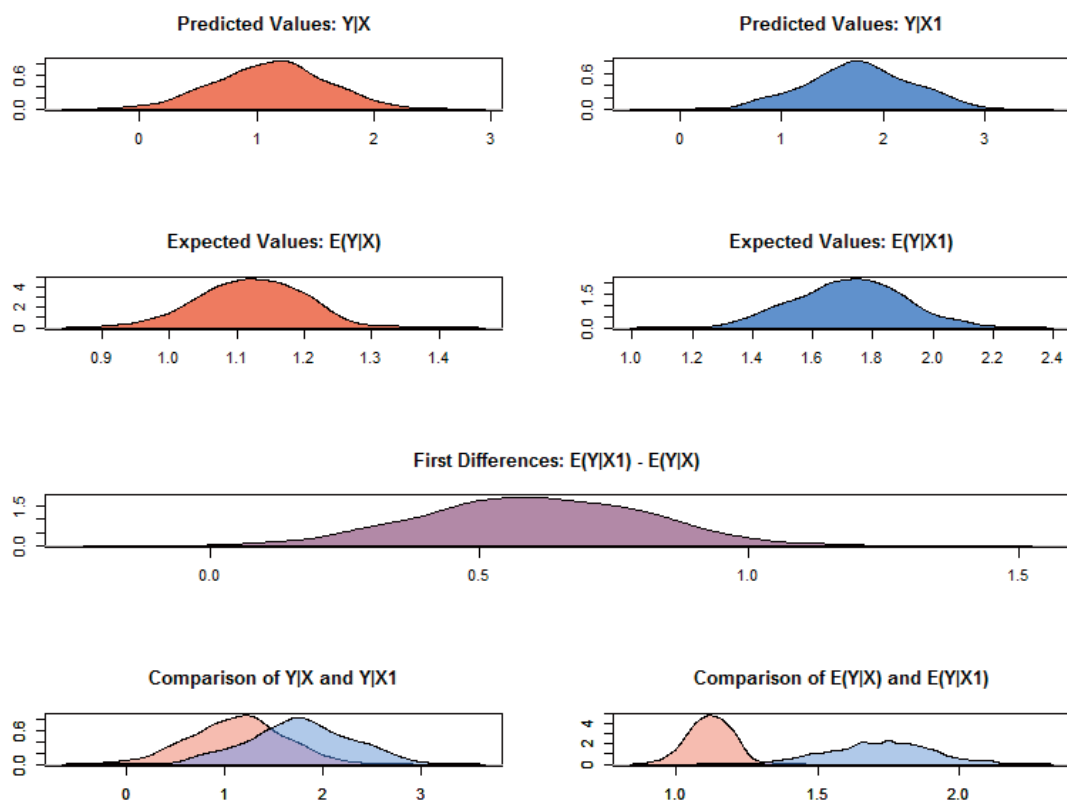 Predicted Values: Y|X
0.0 0.6
0 1 2 3
Predicted Values: Y|X1
0.0 0.6
0 1 2 3
Expected Values: E(Y|X)
0 2 4
0.9 1.0 1.1 1.2 1.3 1.4
Expected Values: E(Y|X1)
0.0 1.5
1.0 1.2 1.4 1.6 1.8 2.0 2.2 2.4
First Differences: E(Y|X1) - E(Y|X)
0.0 1.5
0.0 0.5 1.0 1.5
Comparison of Y|X and Y|X1
0.0 0.6
0 1 2 3
Comparison of E(Y|X) and E(Y|X1)
0 2 4
1.0 1.5 2.0